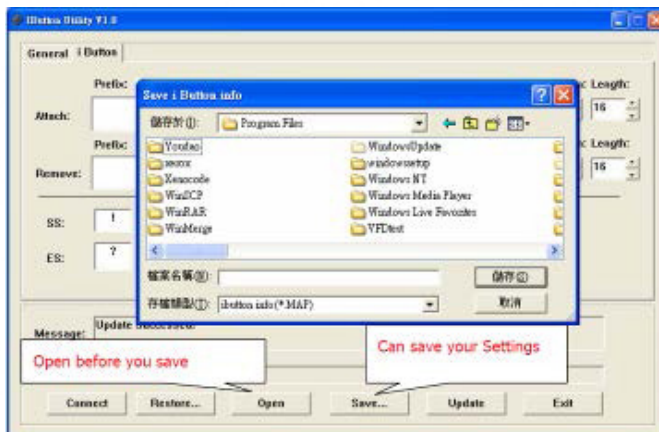 iButton Utility V1.0
General i Button
Prefix: Length:
Attach: 16
Save i Button info
儲存於(I): Program Files
Youdao WindowsUpdate
xerox windowssetup
Xenocode Windows NT
WinSCP Windows Media Player
WinRAR Windows Live Favorites
WinMerge VFDtest
檔案名稱(N): 儲存(S)
存檔類型(T): ibutton info(*.MAP) 取消
Prefix: Length:
Remove: 16
SS: !
ES: ?
Message: Update Successed!
Open before you save
Can save your Settings
Connect Restore... Open Save... Update Exit